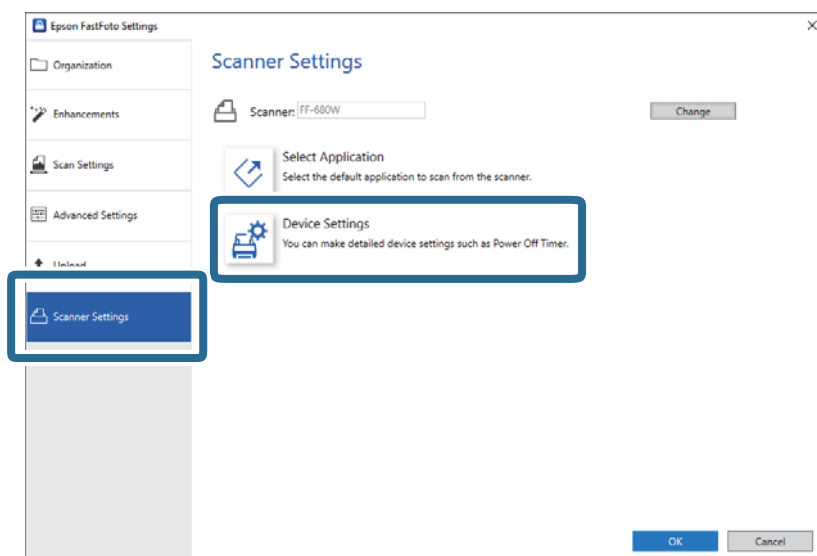 Epson FastFoto Settings
Organization
Enhancements
Scan Settings
Advanced Settings
Upload
Scanner Settings
Scanner Settings
Scanner: FF-680W
Change
Select Application
Select the default application to scan from the scanner.
Device Settings
You can make detailed device settings such as Power Off Timer.
OK
Cancel